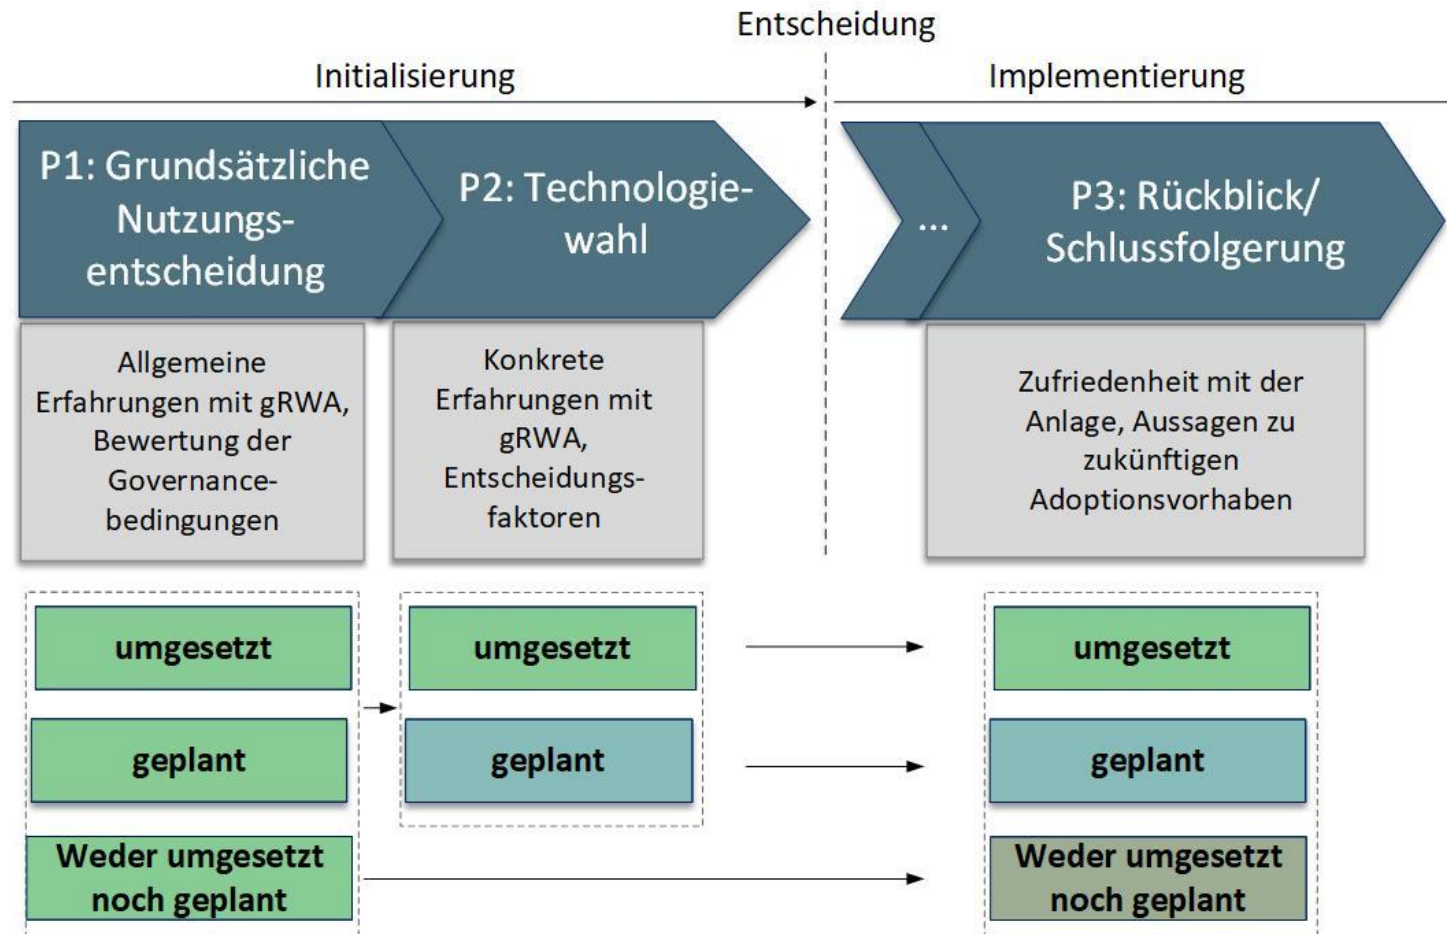 Entscheidung
Initialisierung
Implementierung
P1: Grundsätzliche
Nutzungs-
entscheidung
P2: Technologie-
wahl
...
P3: Rückblick/
Schlussfolgerung
Allgemeine
Erfahrungen mit gRWA,
Bewertung der
Governance-
bedingungen
Konkrete
Erfahrungen mit
gRWA,
Entscheidungs-
faktoren
Zufriedenheit mit der
Anlage, Aussagen zu
zukünftigen
Adoptionsvorhaben
umgesetzt
umgesetzt
umgesetzt
geplant
geplant
geplant
Weder umgesetzt
noch geplant
Weder umgesetzt
noch geplant